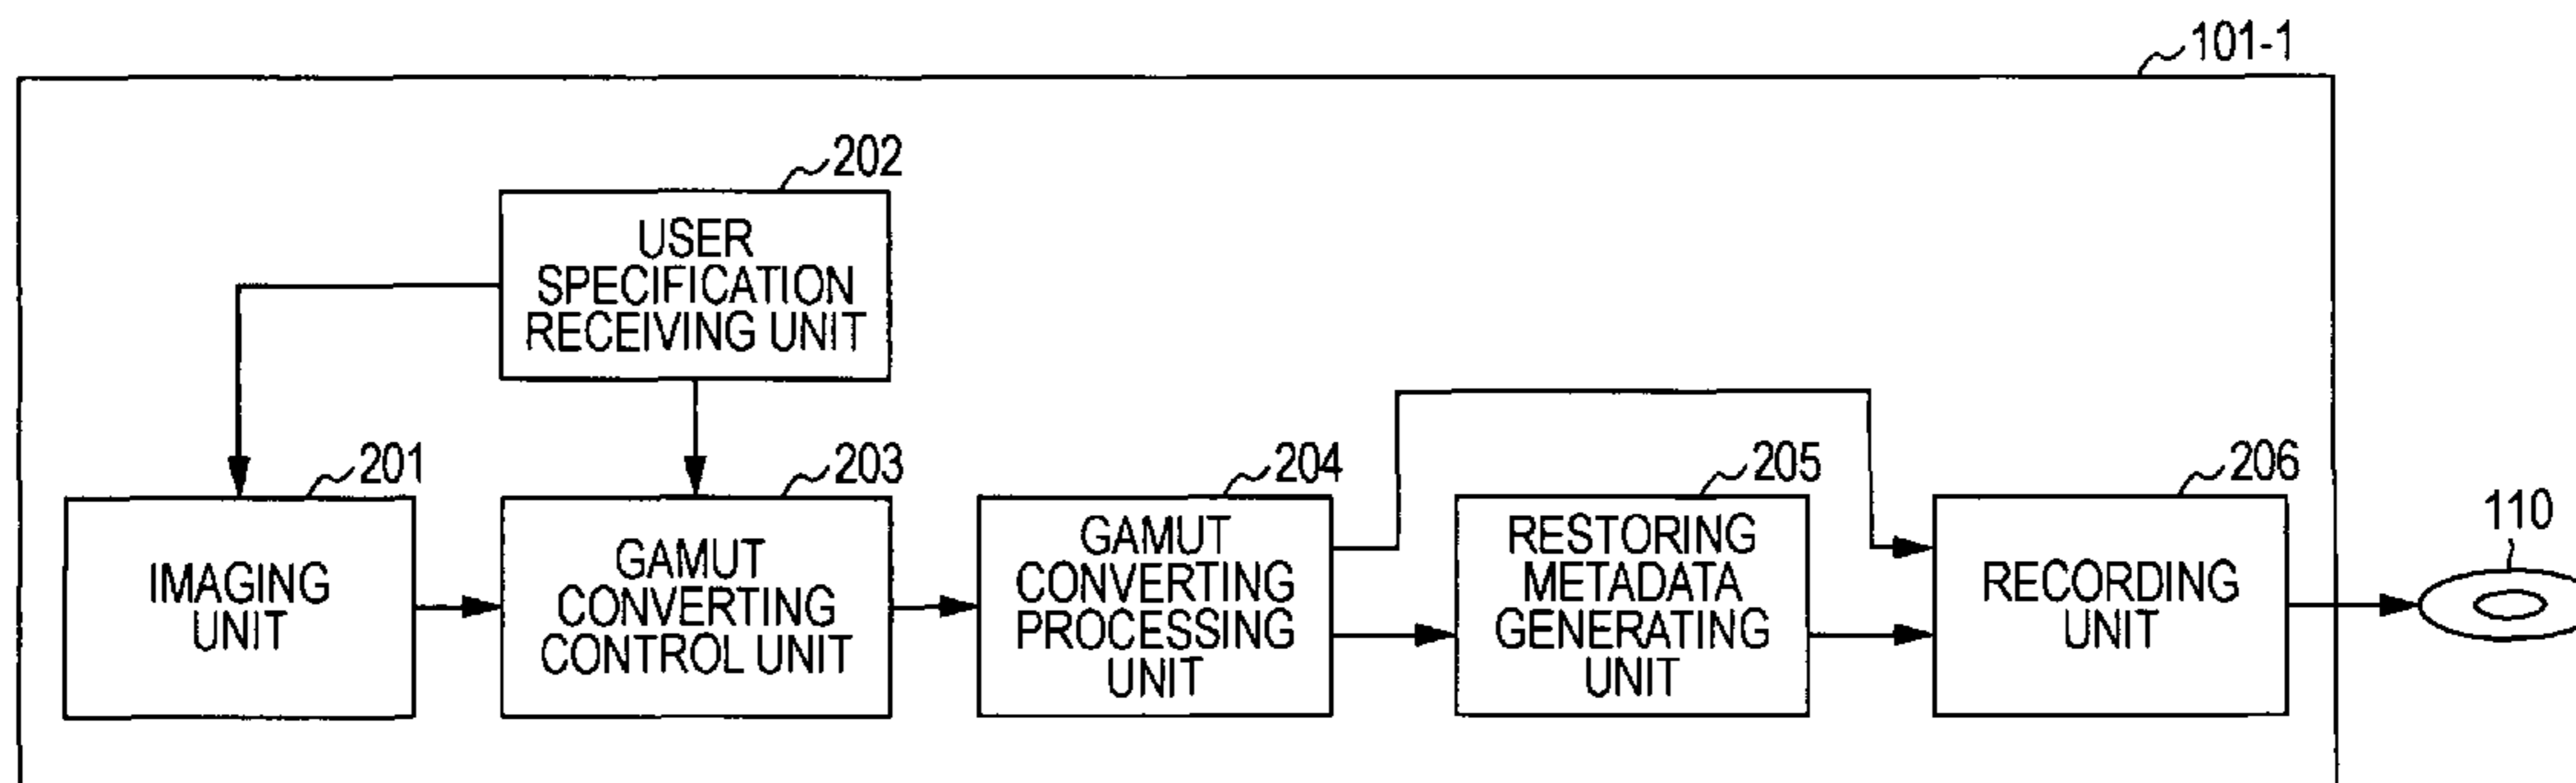 101-1
202
USER
SPECIFICATION
RECEIVING UNIT
201
203
204
205
206
110
IMAGING
UNIT
GAMUT
CONVERTING
CONTROL UNIT
GAMUT
CONVERTING
PROCESSING
UNIT
RESTORING
METADATA
GENERATING
UNIT
RECORDING
UNIT